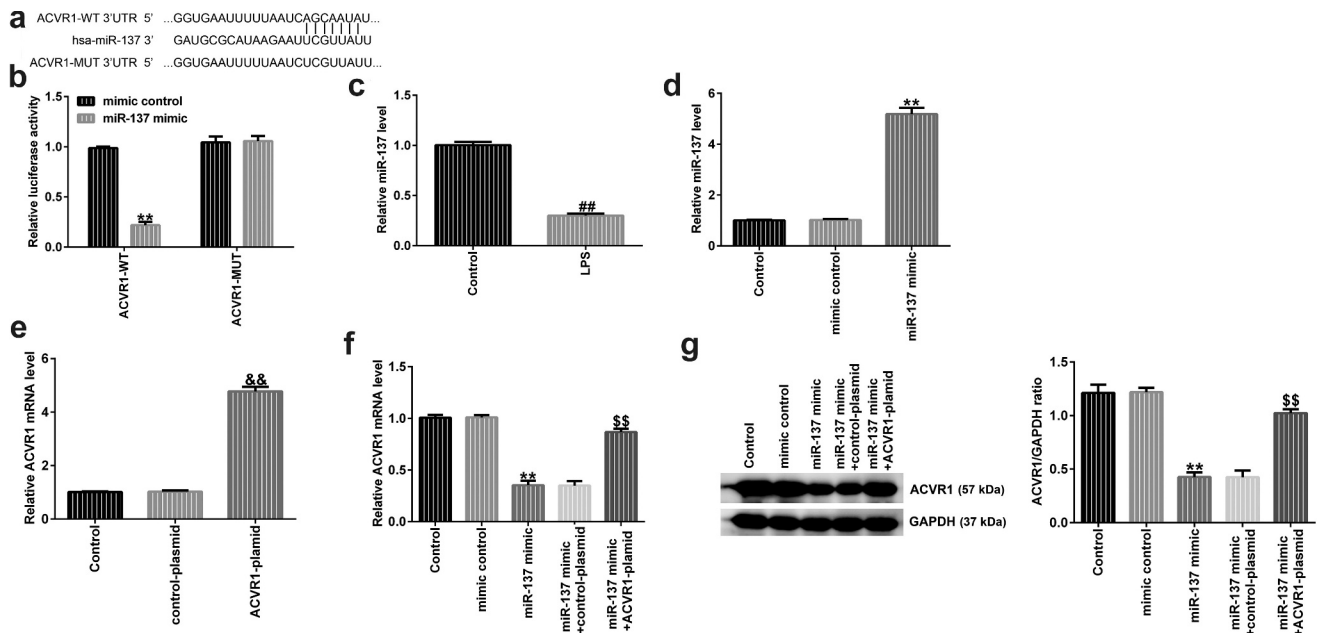 a
ACVR1-WT 3'UTR 5' ...GGUGAAUUUUUAAUCAGCAAUAU...
hsa-miR-137 3' GAUGCGCAUAAGAAUUCGUUAUU
ACVR1-MUT 3'UTR 5' ...GGUGAAUUUUUAAUCUCGUUAUU...
b
Relative luciferase activity
1.5
1.0
0.5
0.0
mimic control
miR-137 mimic
**
ACVR1-WT
ACVR1-MUT
c
Relative miR-137 level
1.5
1.0
0.5
0.0
##
Control
LPS
d
Relative miR-137 level
6
4
2
0
**
Control
mimic control
miR-137 mimic
e
Relative ACVR1 mRNA level
6
4
2
0
&&
Control
control-plasmid
ACVR1-plamid
f
Relative ACVR1 mRNA level
1.5
1.0
0.5
0.0
**
$$
Control
mimic control
miR-137 mimic
miR-137 mimic
+control-plasmid
miR-137 mimic
+ACVR1-plamid
g
Control
mimic control
miR-137 mimic
miR-137 mimic
+control-plasmid
miR-137 mimic
+ACVR1-plamid
ACVR1 (57 kDa)
GAPDH (37 kDa)
ACVR1/GAPDH ratio
1.5
1.0
0.5
0.0
**
$$
Control
mimic control
miR-137 mimic
miR-137 mimic
+control-plasmid
miR-137 mimic
+ACVR1-plamid